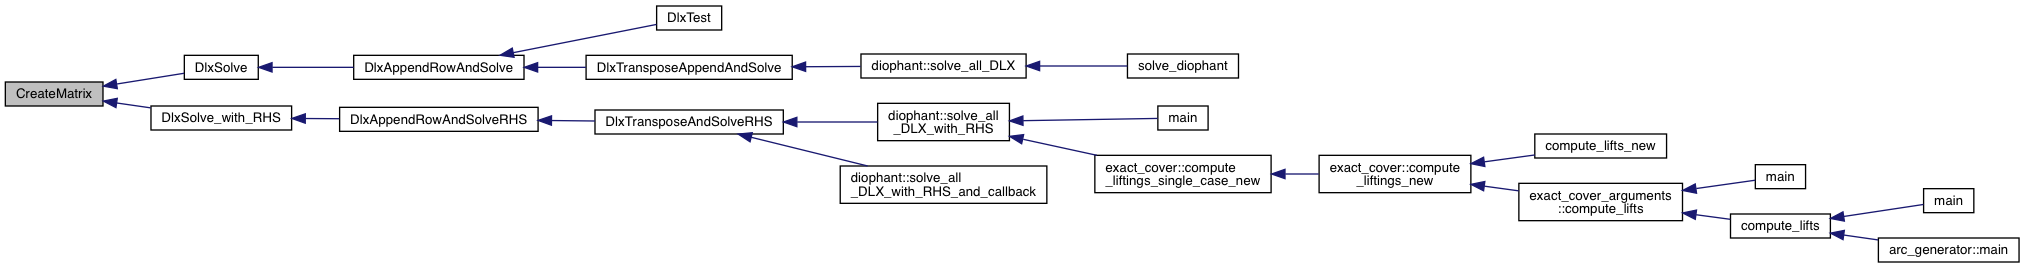 CreateMatrix
DlxSolve
DlxAppendRowAndSolve
DlxTest
DlxTransposeAppendAndSolve
diophant::solve_all_DLX
solve_diophant
DlxSolve_with_RHS
DlxAppendRowAndSolveRHS
DlxTransposeAndSolveRHS
diophant::solve_all
_DLX_with_RHS
main
exact_cover::compute
_liftings_single_case_new
exact_cover::compute
_liftings_new
compute_lifts_new
exact_cover_arguments
::compute_lifts
main
compute_lifts
main
arc_generator::main
diophant::solve_all
_DLX_with_RHS_and_callback